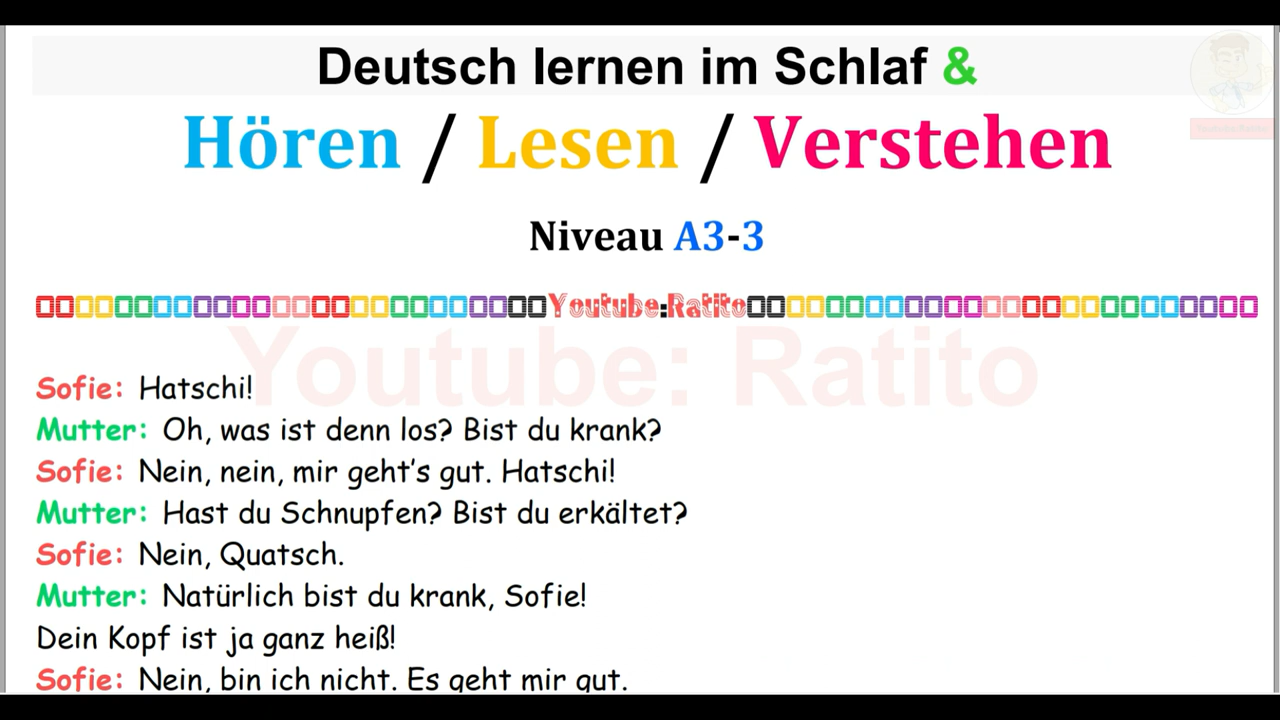 Deutsch lernen im Schlaf &
Hören / Lesen / Verstehen
Niveau A3-3
Youtube:Ratito
Youtube: Ratito
Sofie: Hatschi!
Mutter: Oh, was ist denn los? Bist du krank?
Sofie: Nein, nein, mir geht's gut. Hatschi!
Mutter: Hast du Schnupfen? Bist du erkältet?
Sofie: Nein, Quatsch.
Mutter: Natürlich bist du krank, Sofie!
Dein Kopf ist ja ganz heiß!
Sofie: Nein, bin ich nicht. Es geht mir gut.